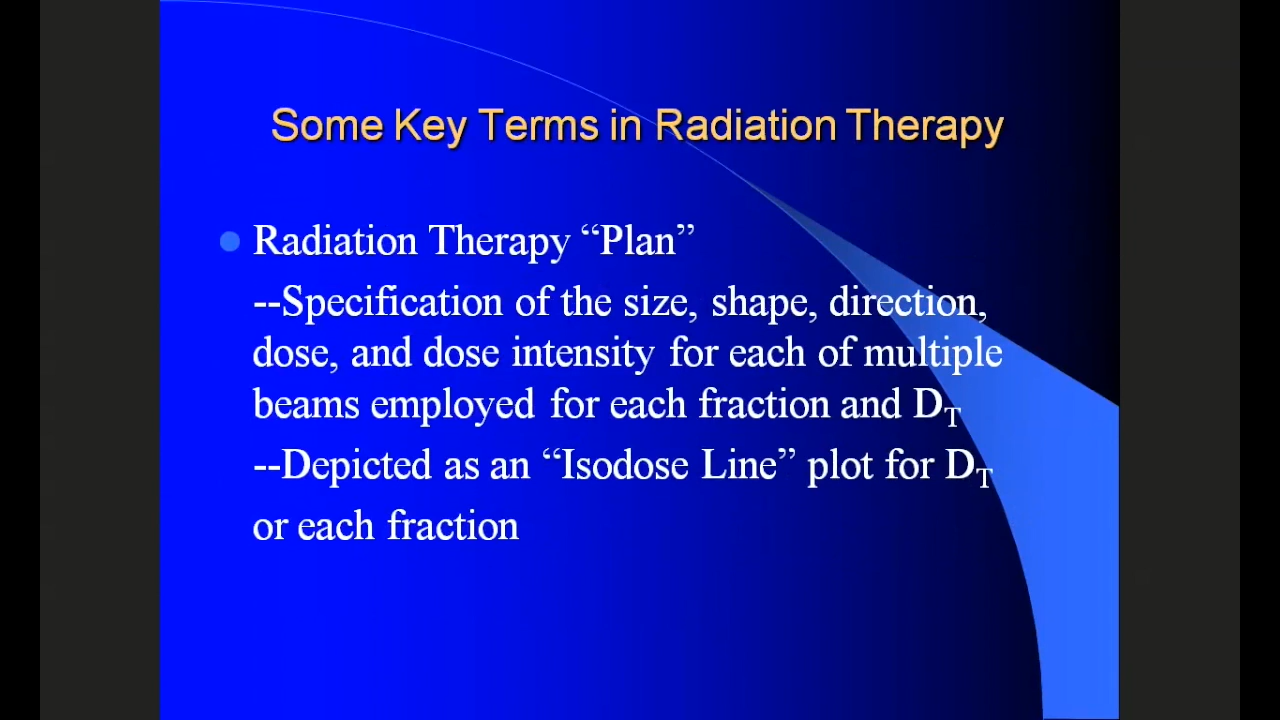 Some Key Terms in Radiation Therapy
Radiation Therapy “Plan”
--Specification of the size, shape, direction,
dose, and dose intensity for each of multiple
beams employed for each fraction and D_T
--Depicted as an “Isodose Line” plot for D_T
or each fraction